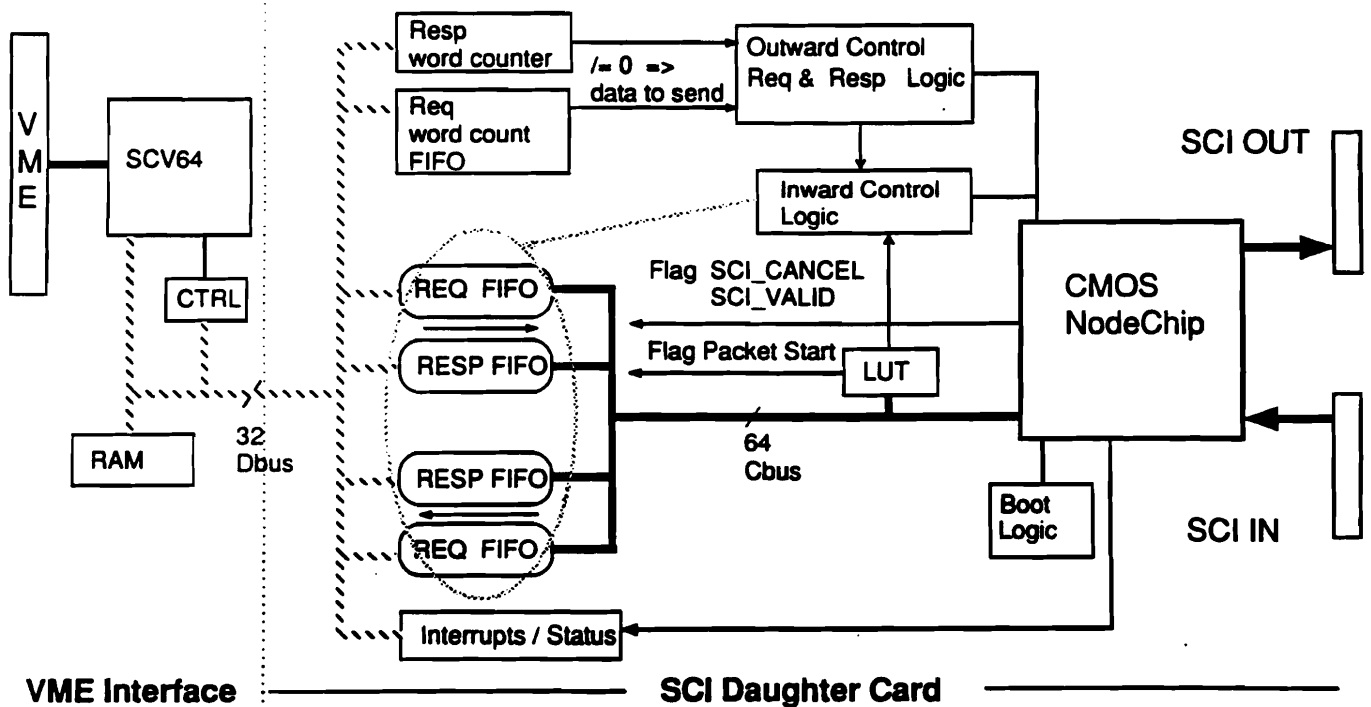 VME
SCV64
CTRL
RAM
32
Dbus
Resp
word counter
Req
word count
FIFO
/= 0 =>
data to send
Outward Control
Req & Resp Logic
Inward Control
Logic
REQ FIFO
RESP FIFO
RESP FIFO
REQ FIFO
Flag SCI_CANCEL
SCI_VALID
Flag Packet Start
LUT
64
Cbus
CMOS
NodeChip
Boot
Logic
SCI OUT
SCI IN
Interrupts / Status
VME Interface
SCI Daughter Card